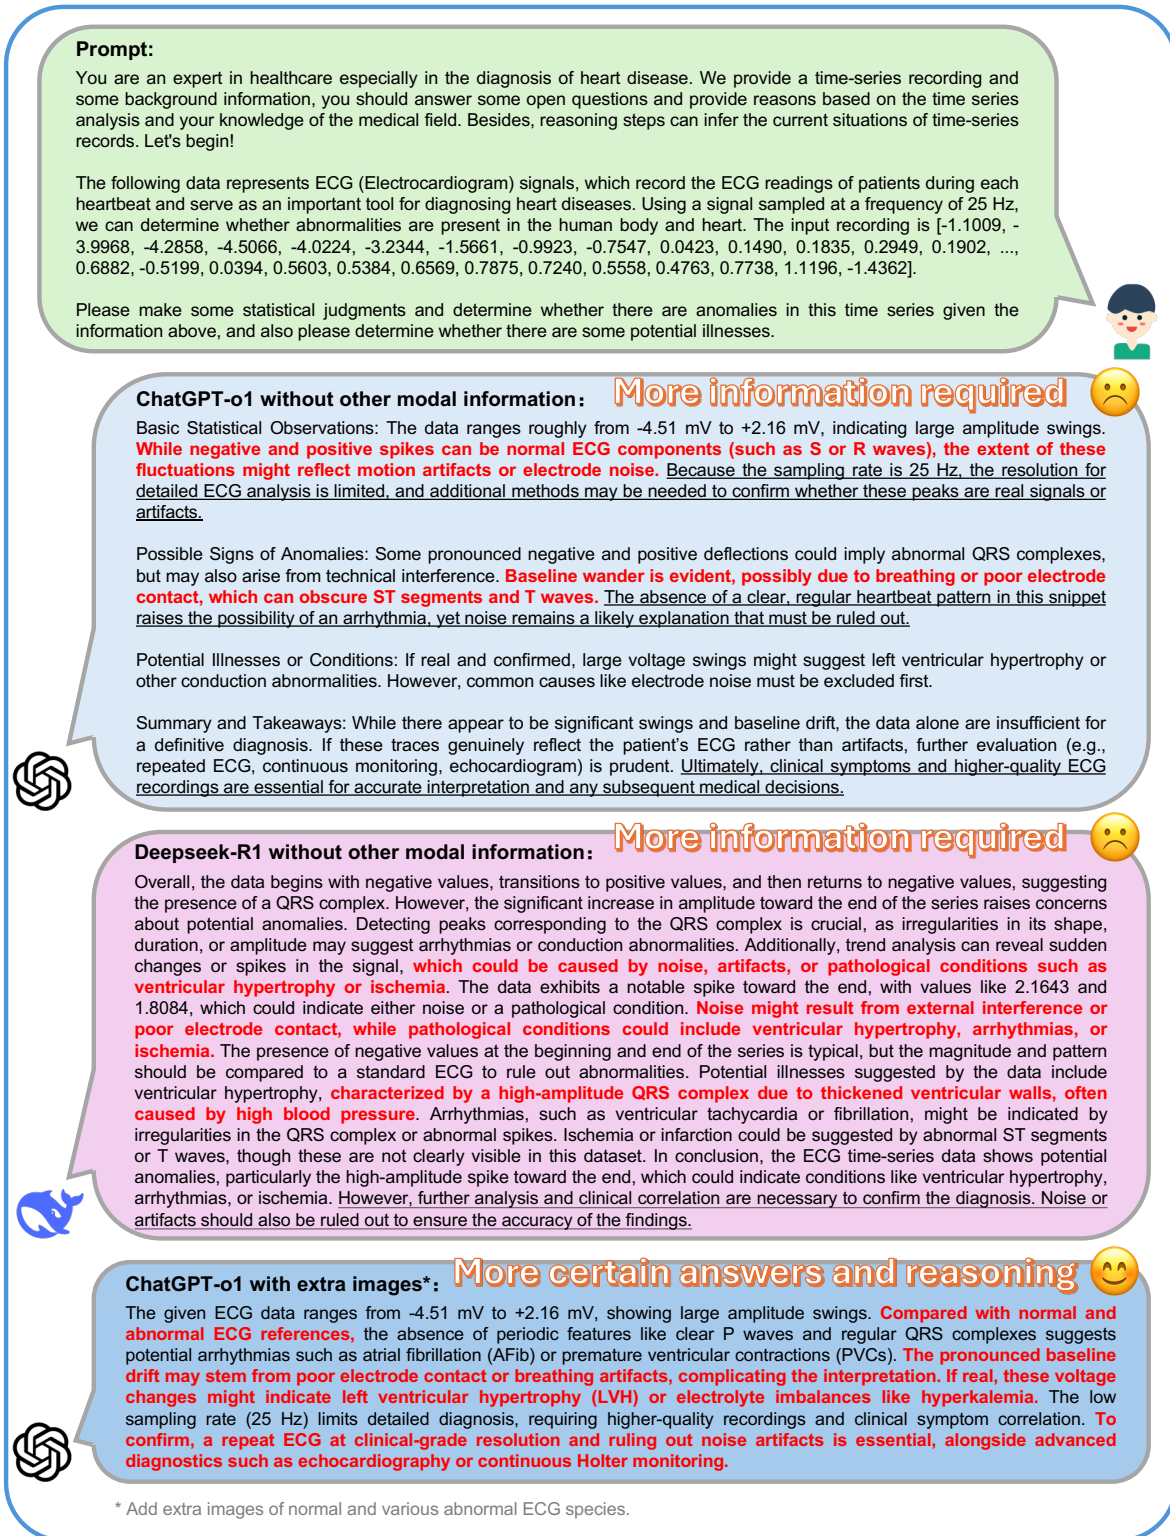 Prompt:
You are an expert in healthcare especially in the diagnosis of heart disease. We provide a time-series recording and
some background information, you should answer some open questions and provide reasons based on the time series
analysis and your knowledge of the medical field. Besides, reasoning steps can infer the current situations of time-series
records. Let's begin!
The following data represents ECG (Electrocardiogram) signals, which record the ECG readings of patients during each
heartbeat and serve as an important tool for diagnosing heart diseases. Using a signal sampled at a frequency of 25 Hz,
we can determine whether abnormalities are present in the human body and heart. The input recording is [-1.1009, -
3.9968, -4.2858, -4.5066, -4.0224, -3.2344, -1.5661, -0.9923, -0.7547, 0.0423, 0.1490, 0.1835, 0.2949, 0.1902, ...,
0.6882, -0.5199, 0.0394, 0.5603, 0.5384, 0.6569, 0.7875, 0.7240, 0.5558, 0.4763, 0.7738, 1.1196, -1.4362].
Please make some statistical judgments and determine whether there are anomalies in this time series given the
information above, and also please determine whether there are some potential illnesses.
More information required
ChatGPT-o1 without other modal information：
Basic Statistical Observations: The data ranges roughly from -4.51 mV to +2.16 mV, indicating large amplitude swings.
While negative and positive spikes can be normal ECG components (such as S or R waves), the extent of these
fluctuations might reflect motion artifacts or electrode noise. Because the sampling rate is 25 Hz, the resolution for
detailed ECG analysis is limited, and additional methods may be needed to confirm whether these peaks are real signals or
artifacts.
Possible Signs of Anomalies: Some pronounced negative and positive deflections could imply abnormal QRS complexes,
but may also arise from technical interference. Baseline wander is evident, possibly due to breathing or poor electrode
contact, which can obscure ST segments and T waves. The absence of a clear, regular heartbeat pattern in this snippet
raises the possibility of an arrhythmia, yet noise remains a likely explanation that must be ruled out.
Potential Illnesses or Conditions: If real and confirmed, large voltage swings might suggest left ventricular hypertrophy or
other conduction abnormalities. However, common causes like electrode noise must be excluded first.
Summary and Takeaways: While there appear to be significant swings and baseline drift, the data alone are insufficient for
a definitive diagnosis. If these traces genuinely reflect the patient's ECG rather than artifacts, further evaluation (e.g.,
repeated ECG, continuous monitoring, echocardiogram) is prudent. Ultimately, clinical symptoms and higher-quality ECG
recordings are essential for accurate interpretation and any subsequent medical decisions.
More information required
Deepseek-R1 without other modal information：
Overall, the data begins with negative values, transitions to positive values, and then returns to negative values, suggesting
the presence of a QRS complex. However, the significant increase in amplitude toward the end of the series raises concerns
about potential anomalies. Detecting peaks corresponding to the QRS complex is crucial, as irregularities in its shape,
duration, or amplitude may suggest arrhythmias or conduction abnormalities. Additionally, trend analysis can reveal sudden
changes or spikes in the signal, which could be caused by noise, artifacts, or pathological conditions such as
ventricular hypertrophy or ischemia. The data exhibits a notable spike toward the end, with values like 2.1643 and
1.8084, which could indicate either noise or a pathological condition. Noise might result from external interference or
poor electrode contact, while pathological conditions could include ventricular hypertrophy, arrhythmias, or
ischemia. The presence of negative values at the beginning and end of the series is typical, but the magnitude and pattern
should be compared to a standard ECG to rule out abnormalities. Potential illnesses suggested by the data include
ventricular hypertrophy, characterized by a high-amplitude QRS complex due to thickened ventricular walls, often
caused by high blood pressure. Arrhythmias, such as ventricular tachycardia or fibrillation, might be indicated by
irregularities in the QRS complex or abnormal spikes. Ischemia or infarction could be suggested by abnormal ST segments
or T waves, though these are not clearly visible in this dataset. In conclusion, the ECG time-series data shows potential
anomalies, particularly the high-amplitude spike toward the end, which could indicate conditions like ventricular hypertrophy,
arrhythmias, or ischemia. However, further analysis and clinical correlation are necessary to confirm the diagnosis. Noise or
artifacts should also be ruled out to ensure the accuracy of the findings.
More certain answers and reasoning
ChatGPT-o1 with extra images*：
The given ECG data ranges from -4.51 mV to +2.16 mV, showing large amplitude swings. Compared with normal and
abnormal ECG references, the absence of periodic features like clear P waves and regular QRS complexes suggests
potential arrhythmias such as atrial fibrillation (AFib) or premature ventricular contractions (PVCs). The pronounced baseline
drift may stem from poor electrode contact or breathing artifacts, complicating the interpretation. If real, these voltage
changes might indicate left ventricular hypertrophy (LVH) or electrolyte imbalances like hyperkalemia. The low
sampling rate (25 Hz) limits detailed diagnosis, requiring higher-quality recordings and clinical symptom correlation. To
confirm, a repeat ECG at clinical-grade resolution and ruling out noise artifacts is essential, alongside advanced
diagnostics such as echocardiography or continuous Holter monitoring.
* Add extra images of normal and various abnormal ECG species.